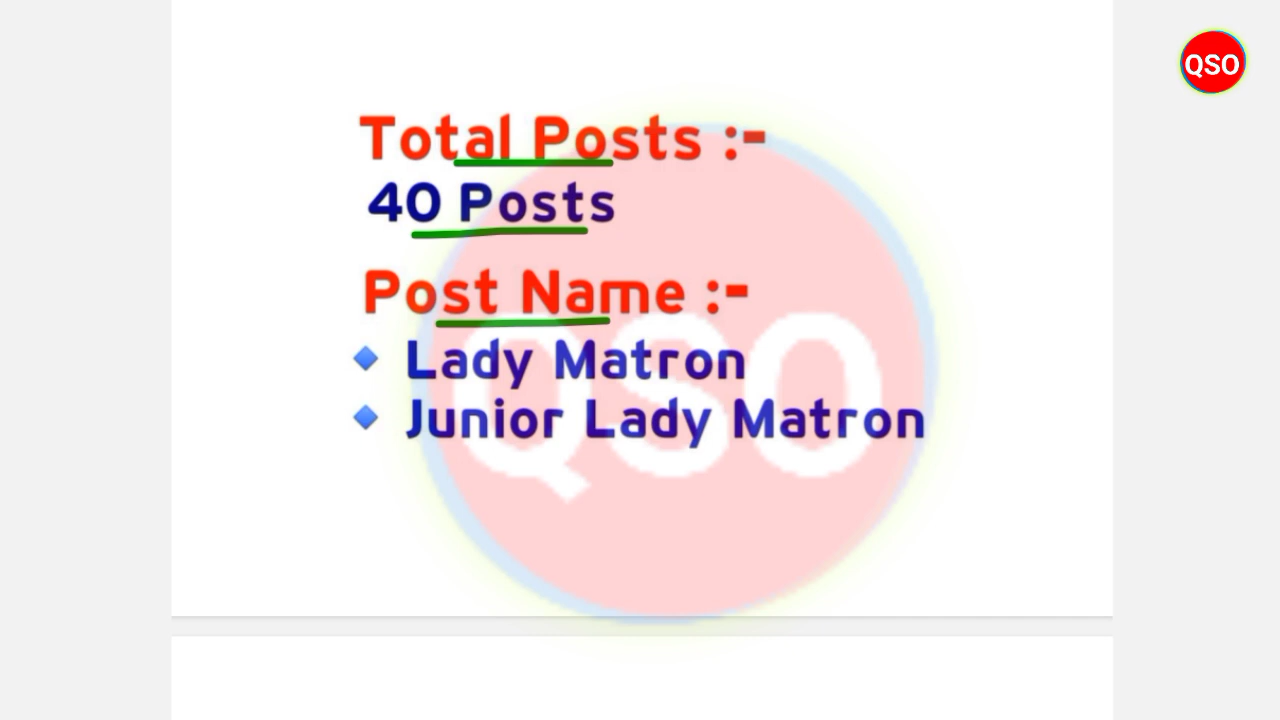 QSO
Total Posts :-
40 Posts
Post Name :-
🔹 Lady Matron
🔹 Junior Lady Matron
QSO